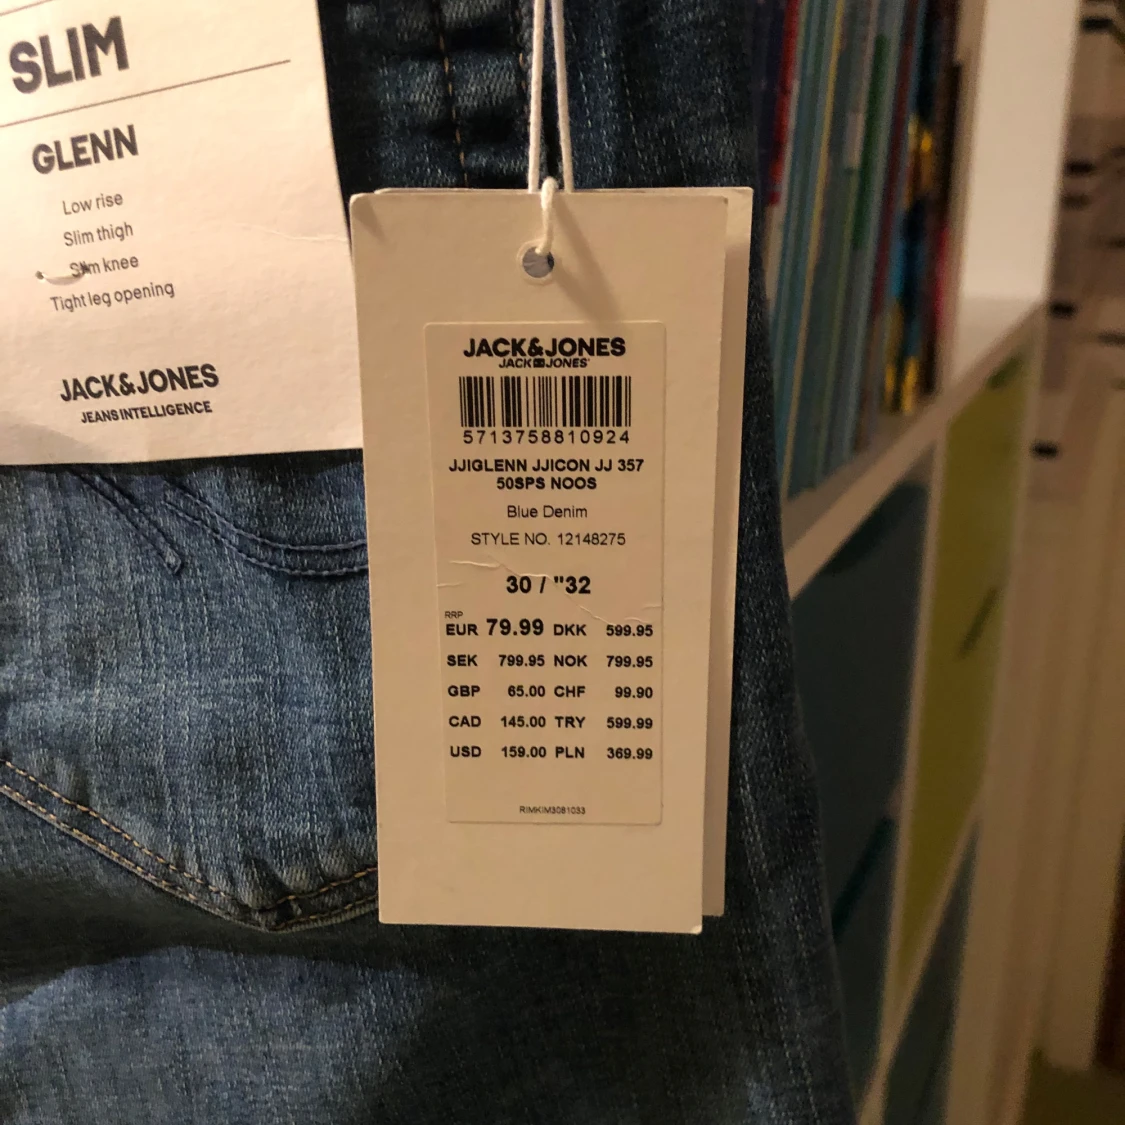 SLIM
GLENN
Low rise
Slim thigh
Slim knee
Tight leg opening
JACK&JONES
JEANS INTELLIGENCE
JACK&JONES
JACK JONES
5713758810924
JJIGLENN JJICON JJ 357
50SPS NOOS
Blue Denim
STYLE NO. 12148275
30 / "32
RRP
EUR 79.99 DKK 599.95
SEK 799.95 NOK 799.95
GBP 65.00 CHF 99.90
CAD 145.00 TRY 599.99
USD 159.00 PLN 369.99
RIMKIM3081033